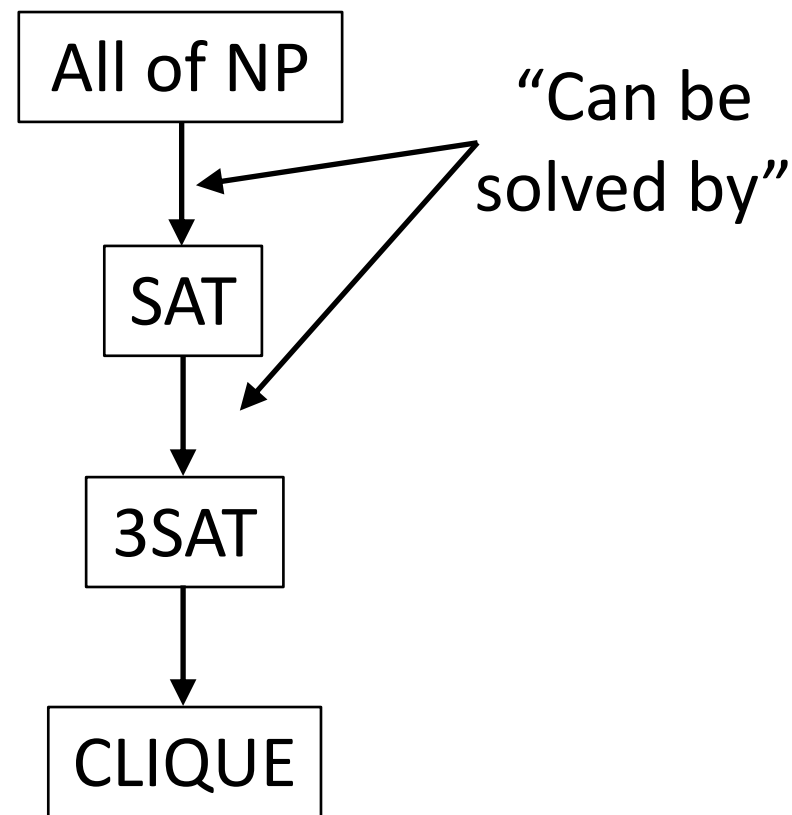 All of NP
“Can be
solved by”
SAT
3SAT
CLIQUE